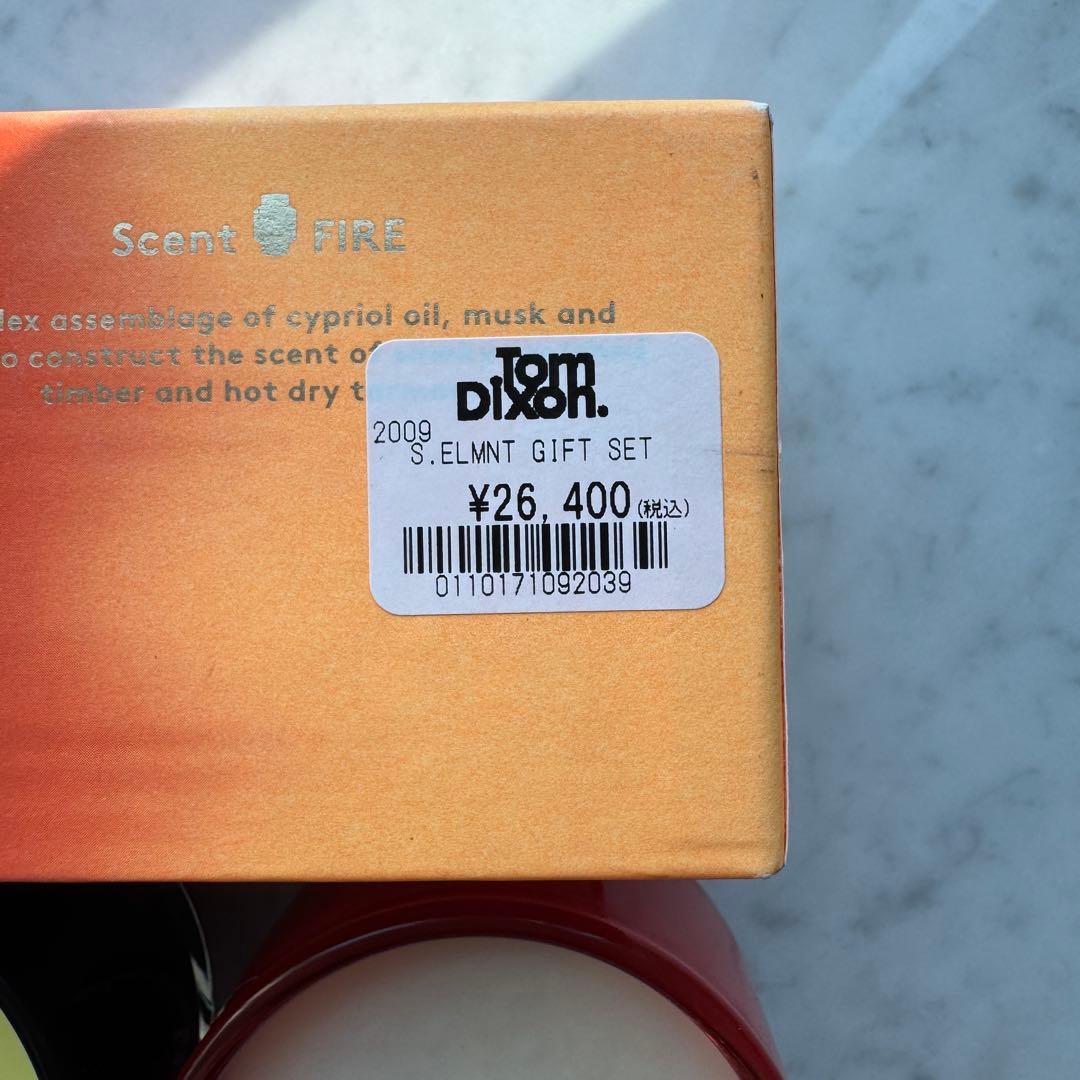 Scent FIRE
lex assemblage of cypriol oil, musk and
o construct the scent of
timber and hot dry
Tom
Dixon.
2009
S.ELMNT GIFT SET
¥26,400(税込)
0110171092039